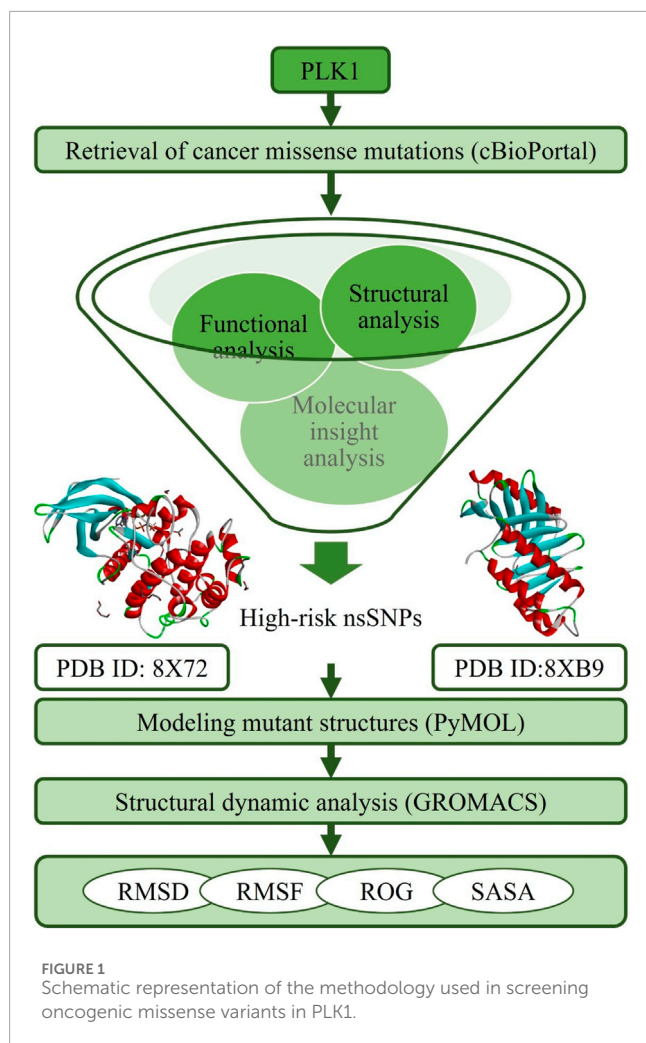 PLK1
Retrieval of cancer missense mutations (cBioPortal)
Structural
analysis
Functional
analysis
Molecular
insight
analysis
High-risk nsSNPs
PDB ID: 8X72
PDB ID:8XB9
Modeling mutant structures (PyMOL)
Structural dynamic analysis (GROMACS)
RMSD RMSF ROG SASA
FIGURE 1
Schematic representation of the methodology used in screening
oncogenic missense variants in PLK1.